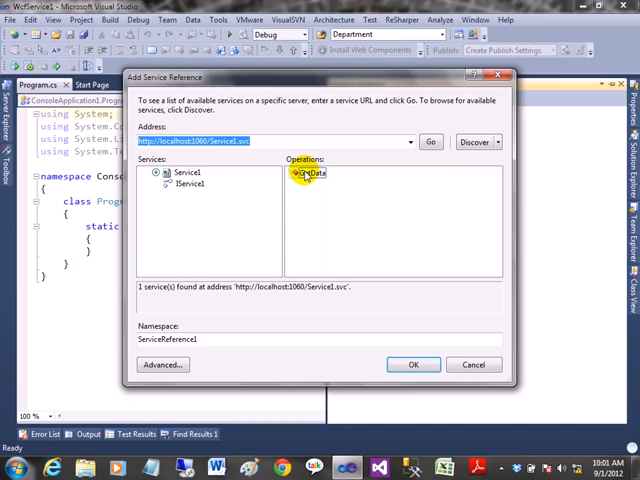 WcfService1 - Microsoft Visual Studio
File Edit View Project Build Debug Team Data Tools VMware VisualSVN Architecture Test ReSharper Analyze Window Help
Debug Department
Install Web Components Publish: Create Publish Settings
Program.cs Start Page
ConsoleApplication1.Progra
using System;
using System.Co
using System.Li
using System.Te
namespace Conso
{
class Progr
{
static
{
}
}
}
100 %
Server Explorer
Toolbox
Properties
Solution Explorer
Team Explorer
Class View
Add Service Reference
To see a list of available services on a specific server, enter a service URL and click Go. To browse for available
services, click Discover.
Address:
http://localhost:1060/Service1.svc
Go Discover
Services: Operations:
Service1 GetData
IService1
1 service(s) found at address 'http://localhost:1060/Service1.svc'.
Namespace:
ServiceReference1
Advanced... OK Cancel
Error List Output Test Results Find Results 1
Ready
talk
10:01 AM
9/1/2012